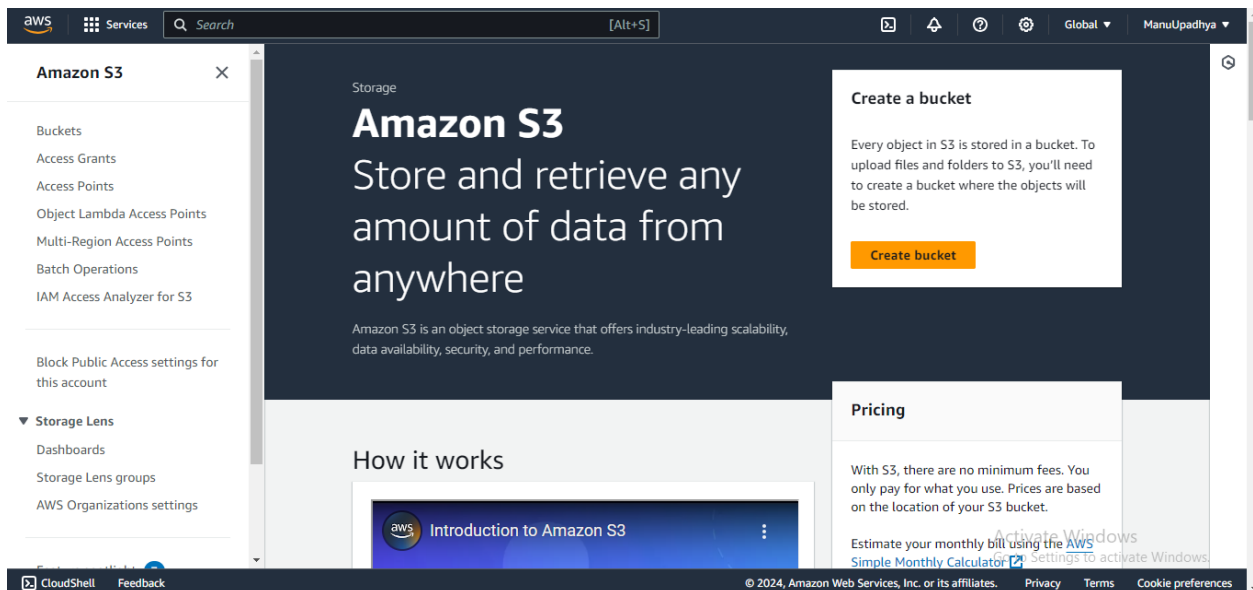 aws
Services
Search
[Alt+S]
Global ▼
ManuUpadhya ▼
Amazon S3
Buckets
Access Grants
Access Points
Object Lambda Access Points
Multi-Region Access Points
Batch Operations
IAM Access Analyzer for S3
Block Public Access settings for
this account
▼ Storage Lens
Dashboards
Storage Lens groups
AWS Organizations settings
Storage
Amazon S3
Store and retrieve any
amount of data from
anywhere
Amazon S3 is an object storage service that offers industry-leading scalability,
data availability, security, and performance.
How it works
aws
Introduction to Amazon S3
Create a bucket
Every object in S3 is stored in a bucket. To
upload files and folders to S3, you'll need
to create a bucket where the objects will
be stored.
Create bucket
Pricing
With S3, there are no minimum fees. You
only pay for what you use. Prices are based
on the location of your S3 bucket.
Estimate your monthly bill using the AWS
Simple Monthly Calculator
Activate Windows
Go to Settings to activate Windows.
CloudShell
Feedback
© 2024, Amazon Web Services, Inc. or its affiliates.
Privacy
Terms
Cookie preferences